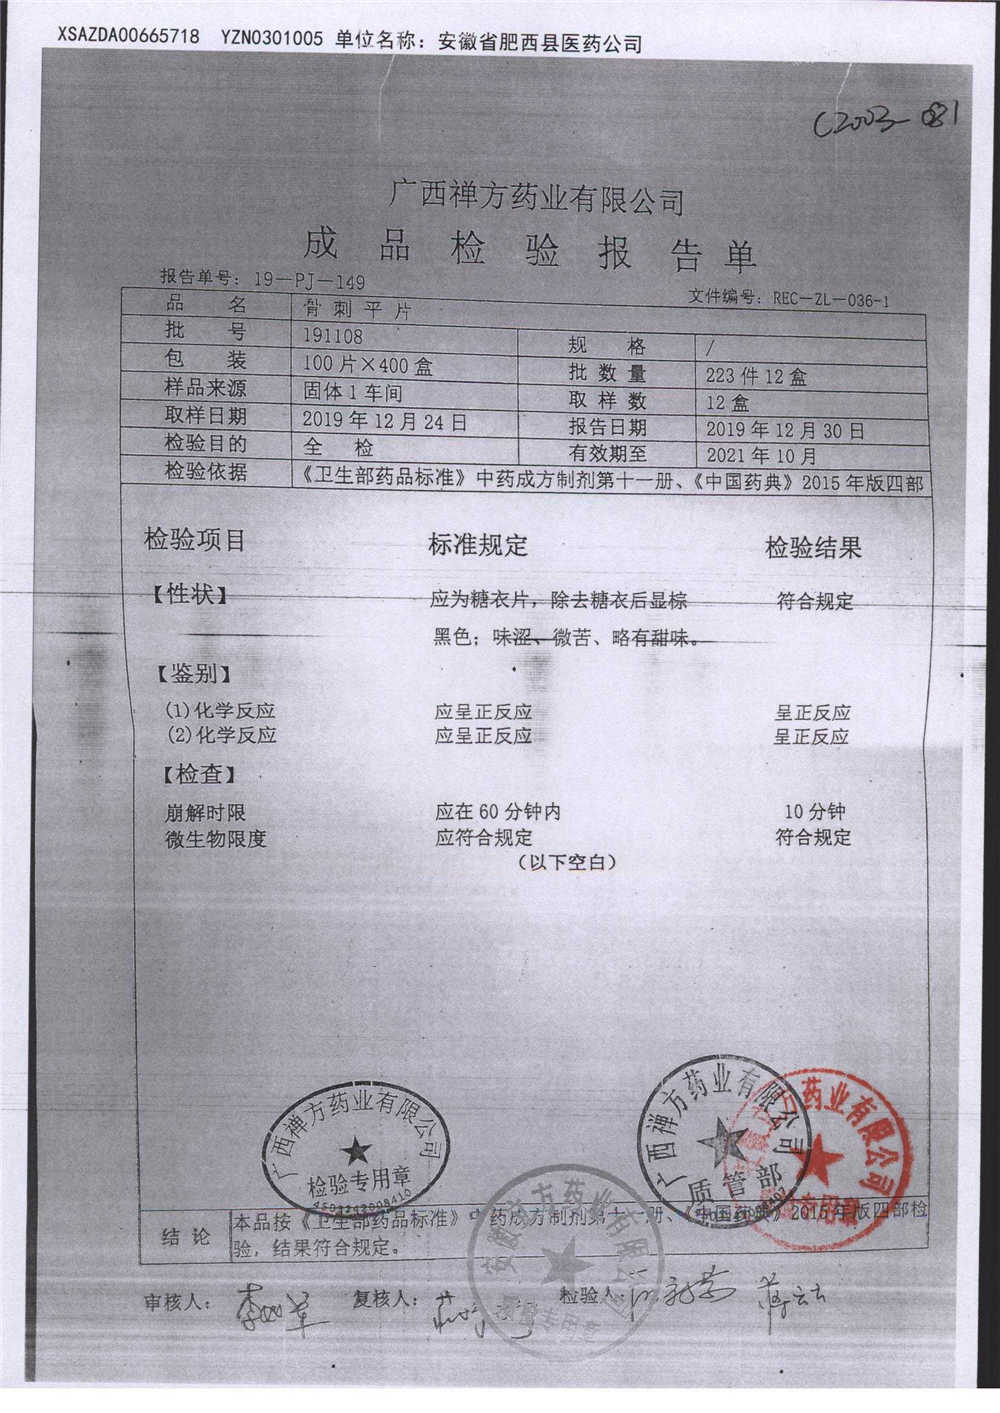 XSAZDA00665718 YZN0301005 单位名称：安徽省肥西县医药公司
C2003-081
广西禅方药业有限公司
成品检验报告单
报告单号：19—PJ—149 文件编号：REC—ZL—036-1
品 名 骨刺平片
批 号 191108 规 格 /
包 装 100片×400盒 批数量 223件12盒
样品来源 固体1车间 取样数 12盒
取样日期 2019年12月24日 报告日期 2019年12月30日
检验目的 全 检 有效期至 2021年10月
检验依据 《卫生部药品标准》中药成方制剂第十一册、《中国药典》2015年版四部
检验项目 标准规定 检验结果
【性状】 应为糖衣片，除去糖衣后显棕 符合规定
黑色；味涩、微苦、略有甜味。
【鉴别】
(1)化学反应 应呈正反应 呈正反应
(2)化学反应 应呈正反应 呈正反应
【检查】
崩解时限 应在60分钟内 10分钟
微生物限度 应符合规定 符合规定
（以下空白）
广西禅方药业有限公司
检验专用章
广西禅方药业有限公司
质管部
药业有限公司
专用章
结 论 本品按《卫生部药品标准》中药成方制剂第十一册、《中国药典》2015年版四部检
验，结果符合规定。
方药业有限公司
专用章
审核人： 复核人： 检验人：